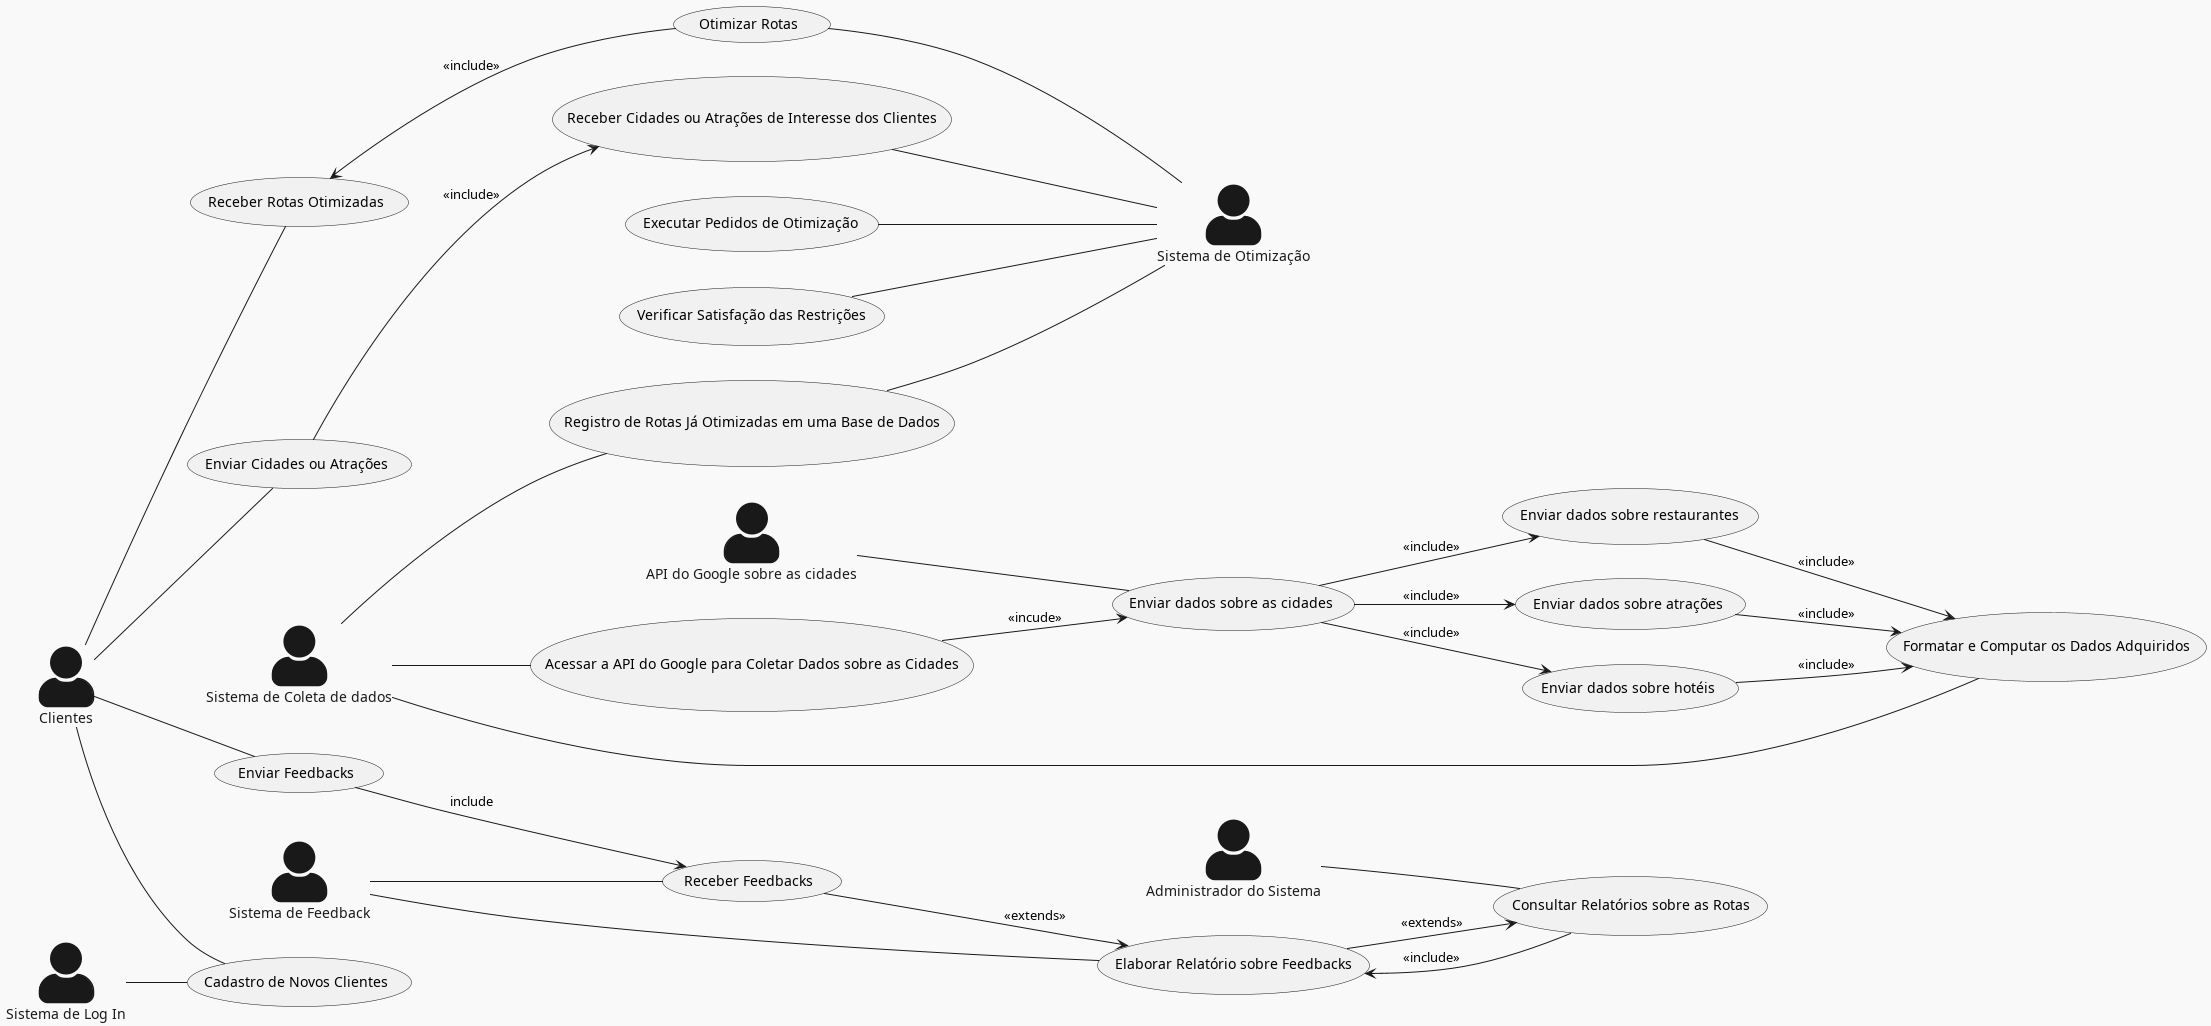 Otimizar Rotas
«include»
Receber Cidades ou Atrações de Interesse dos Clientes
«include»
Receber Rotas Otimizadas
Executar Pedidos de Otimização
Sistema de Otimização
Verificar Satisfação das Restrições
Registro de Rotas Já Otimizadas em uma Base de Dados
Enviar Cidades ou Atrações
Enviar dados sobre restaurantes
«include»
«include»
API do Google sobre as cidades
Enviar dados sobre as cidades
«include»
Enviar dados sobre atrações
«include»
«incude»
«include»
Formatar e Computar os Dados Adquiridos
Acessar a API do Google para Coletar Dados sobre as Cidades
«include»
Enviar dados sobre hotéis
Sistema de Coleta de dados
Clientes
Enviar Feedbacks
include
Receber Feedbacks
Administrador do Sistema
Sistema de Feedback
Consultar Relatórios sobre as Rotas
«extends»
«extends»
«include»
Elaborar Relatório sobre Feedbacks
Cadastro de Novos Clientes
Sistema de Log In